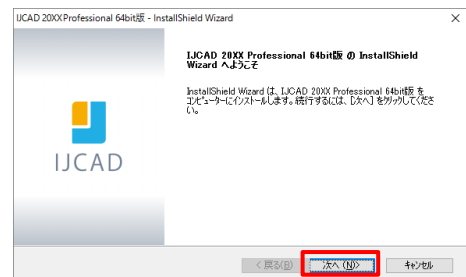 IJCAD 20XX Professional 64bit版 - InstallShield Wizard
IJCAD 20XX Professional 64bit版 の InstallShield
Wizard へようこそ
InstallShield Wizard は、IJCAD 20XX Professional 64bit版 を
コンピューターにインストールします。続行するには、[次へ] をクリックしてくださ
い。
IJCAD
< 戻る(B)
次へ(N)>
キャンセル